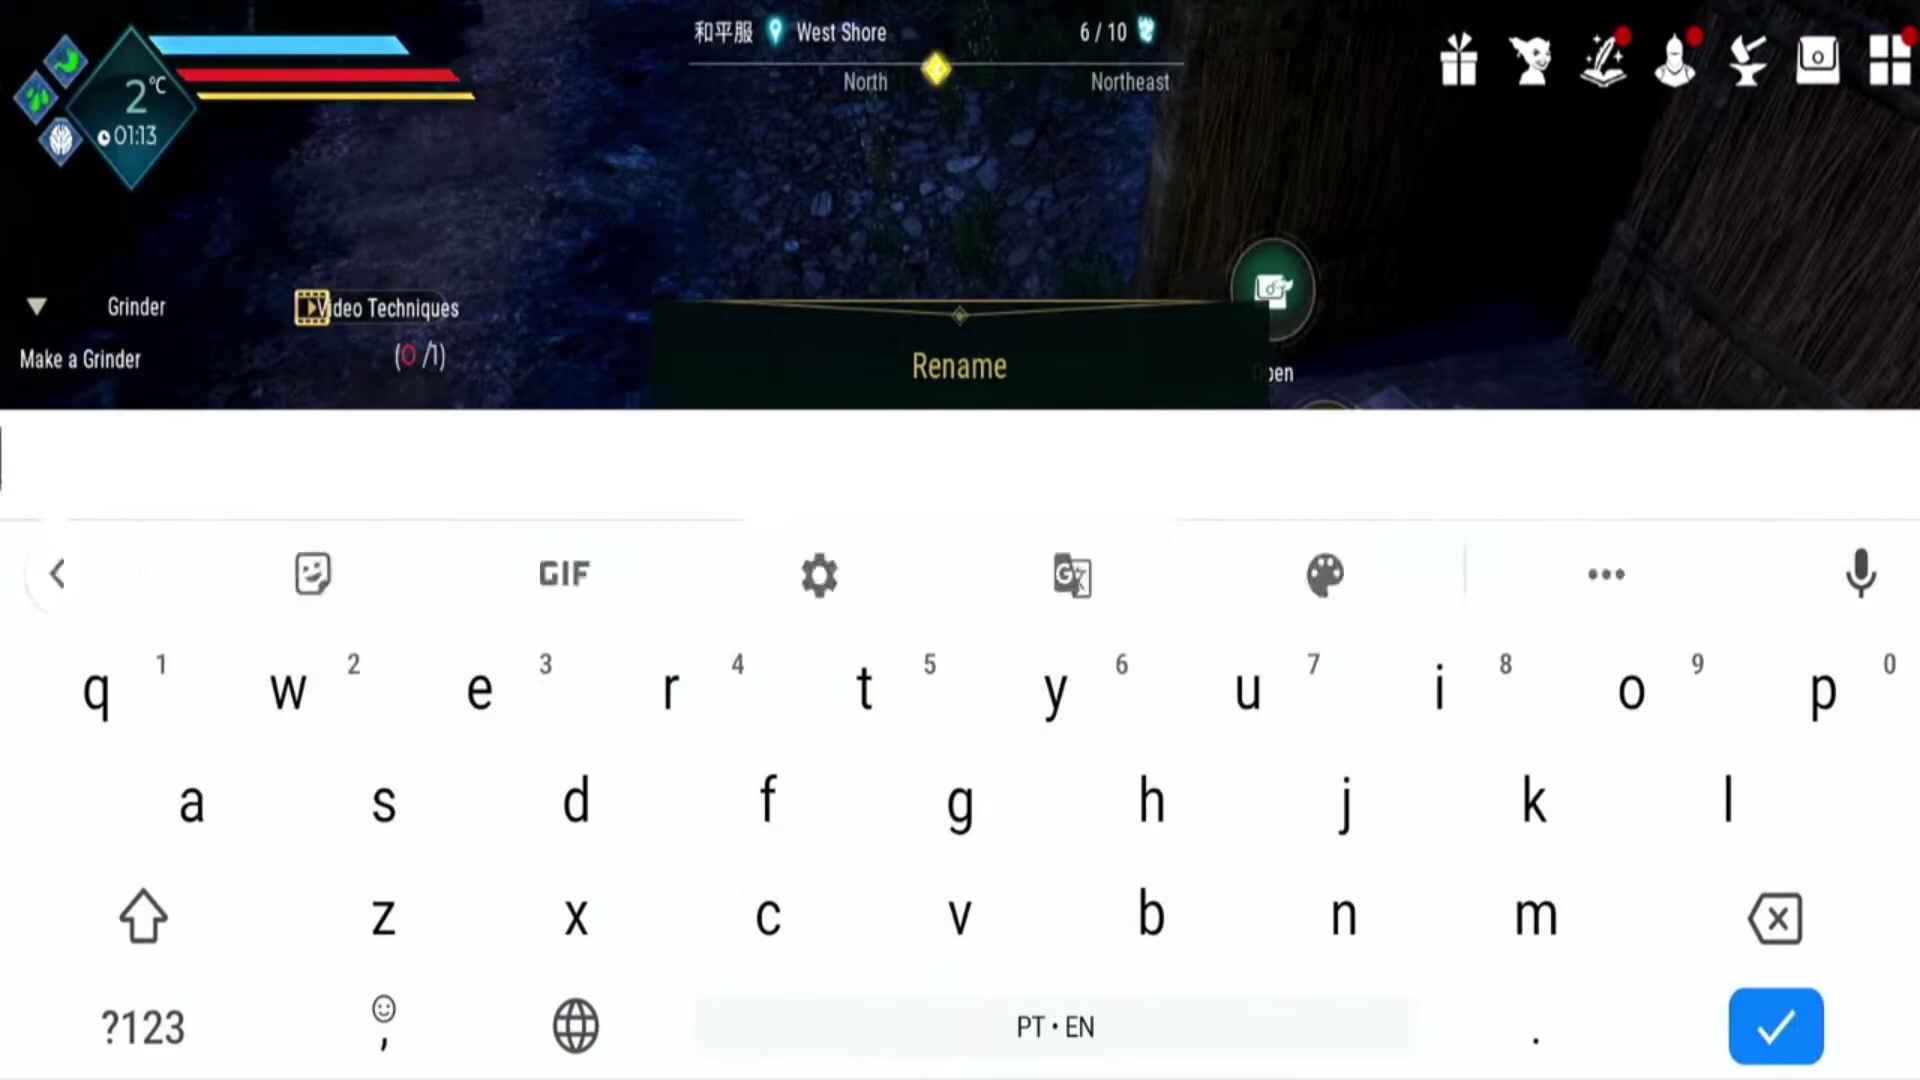 和平服 West Shore 6 / 10
North Northeast
2℃
01:13
Grinder Video Techniques
Make a Grinder (0 /1)
Rename
pen
GIF
q 1 w 2 e 3 r 4 t 5 y 6 u 7 i 8 o 9 p 0
a s d f g h j k l
z x c v b n m
?123 , PT • EN .